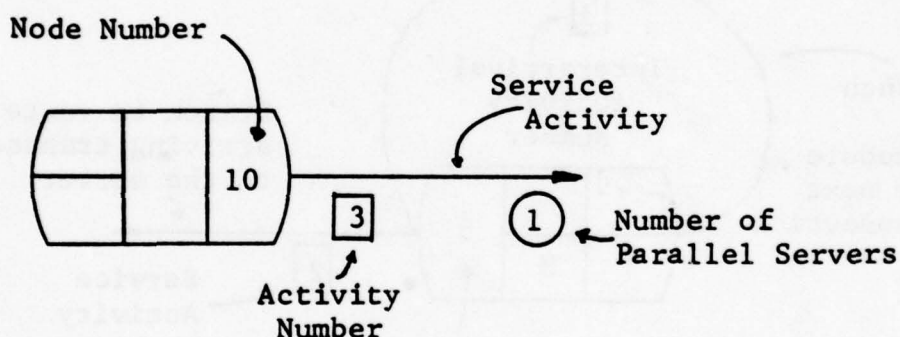 Node Number
Service
Activity
10
3
1
Number of
Parallel Servers
Activity
Number